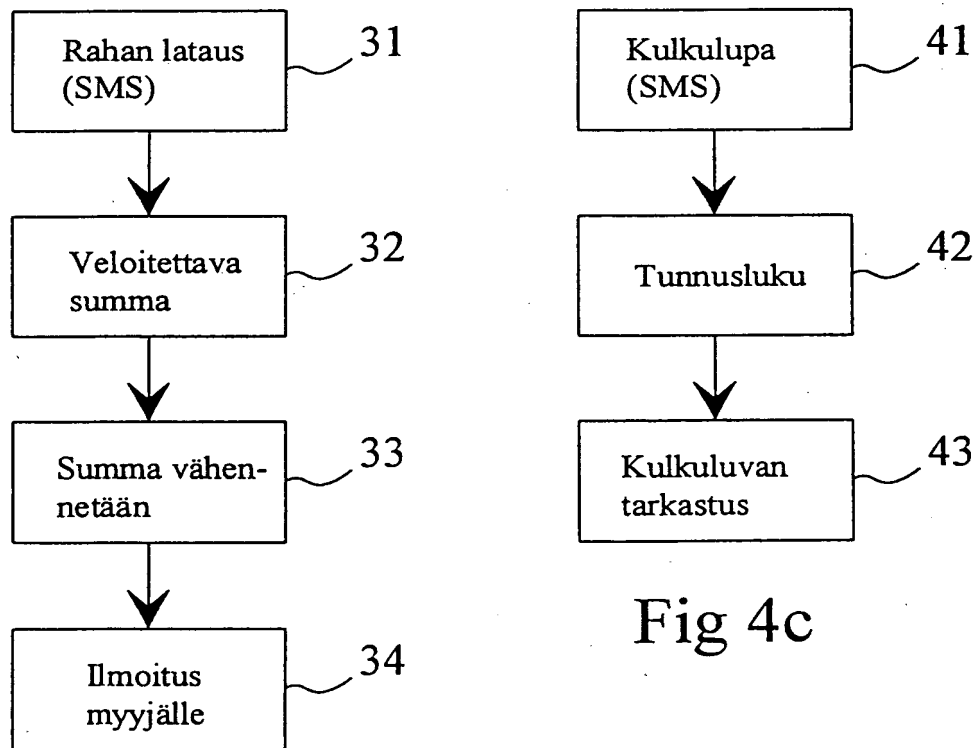 Rahan lataus
(SMS)
31
Veloitettava
summa
32
Summa vähen-
netään
33
Ilmoitus
myyjälle
34
Kulkulupa
(SMS)
41
Tunnusluku
42
Kulkuluvan
tarkastus
43
Fig 4c